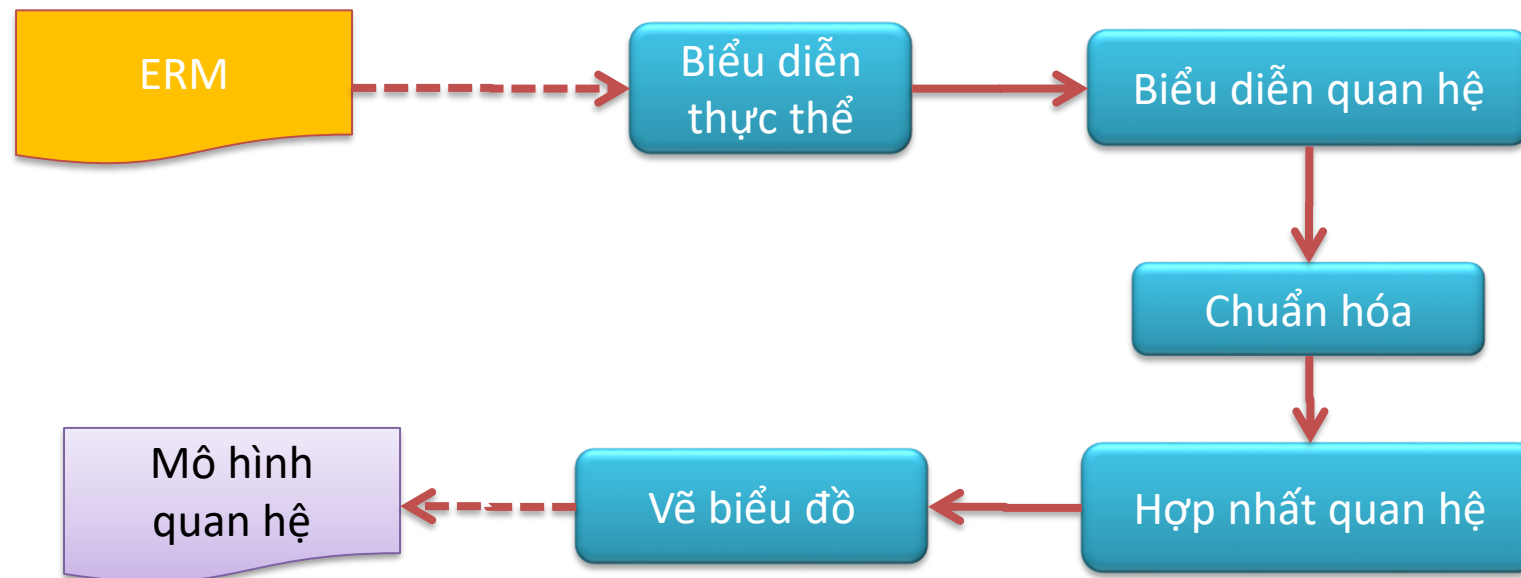 ERM
Biểu diễn
thực thể
Biểu diễn quan hệ
Chuẩn hóa
Hợp nhất quan hệ
Vẽ biểu đồ
Mô hình
quan hệ